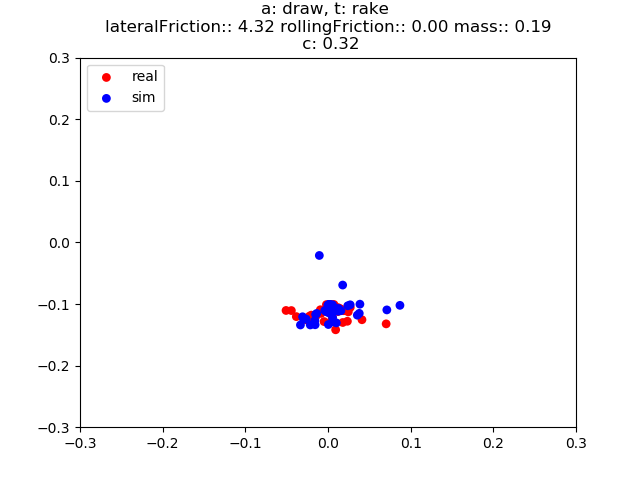 a: draw, t: rake
lateralFriction:: 4.32 rollingFriction:: 0.00 mass:: 0.19
c: 0.32
real
sim
0.3
0.2
0.1
0.0
−0.1
−0.2
−0.3
−0.3 −0.2 −0.1 0.0 0.1 0.2 0.3